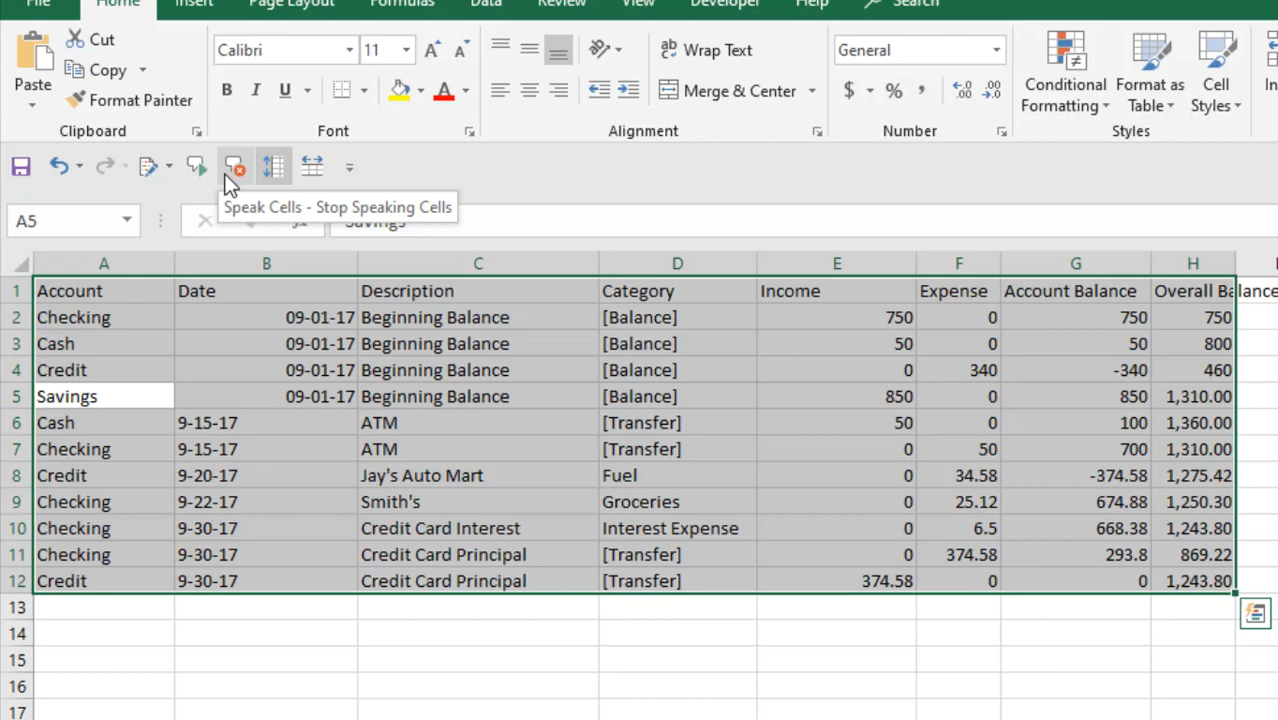 File Home Insert Page Layout Formulas Data Review View Developer Help Search
Cut
Copy
Format Painter
Paste
Clipboard
Calibri 11 A A
B I U A
Font
Wrap Text
Merge & Center
Alignment
General
$ % , .00
Number
Conditional Formatting
Format as Table
Cell Styles
Styles
Speak Cells - Stop Speaking Cells
A5 Savings
A B C D E F G H
1 Account Date Description Category Income Expense Account Balance Overall Balance
2 Checking 09-01-17 Beginning Balance [Balance] 750 0 750 750
3 Cash 09-01-17 Beginning Balance [Balance] 50 0 50 800
4 Credit 09-01-17 Beginning Balance [Balance] 0 340 -340 460
5 Savings 09-01-17 Beginning Balance [Balance] 850 0 850 1,310.00
6 Cash 9-15-17 ATM [Transfer] 50 0 100 1,360.00
7 Checking 9-15-17 ATM [Transfer] 0 50 700 1,310.00
8 Credit 9-20-17 Jay's Auto Mart Fuel 0 34.58 -374.58 1,275.42
9 Checking 9-22-17 Smith's Groceries 0 25.12 674.88 1,250.30
10 Checking 9-30-17 Credit Card Interest Interest Expense 0 6.5 668.38 1,243.80
11 Checking 9-30-17 Credit Card Principal [Transfer] 0 374.58 293.8 869.22
12 Credit 9-30-17 Credit Card Principal [Transfer] 374.58 0 0 1,243.80
13
14
15
16
17